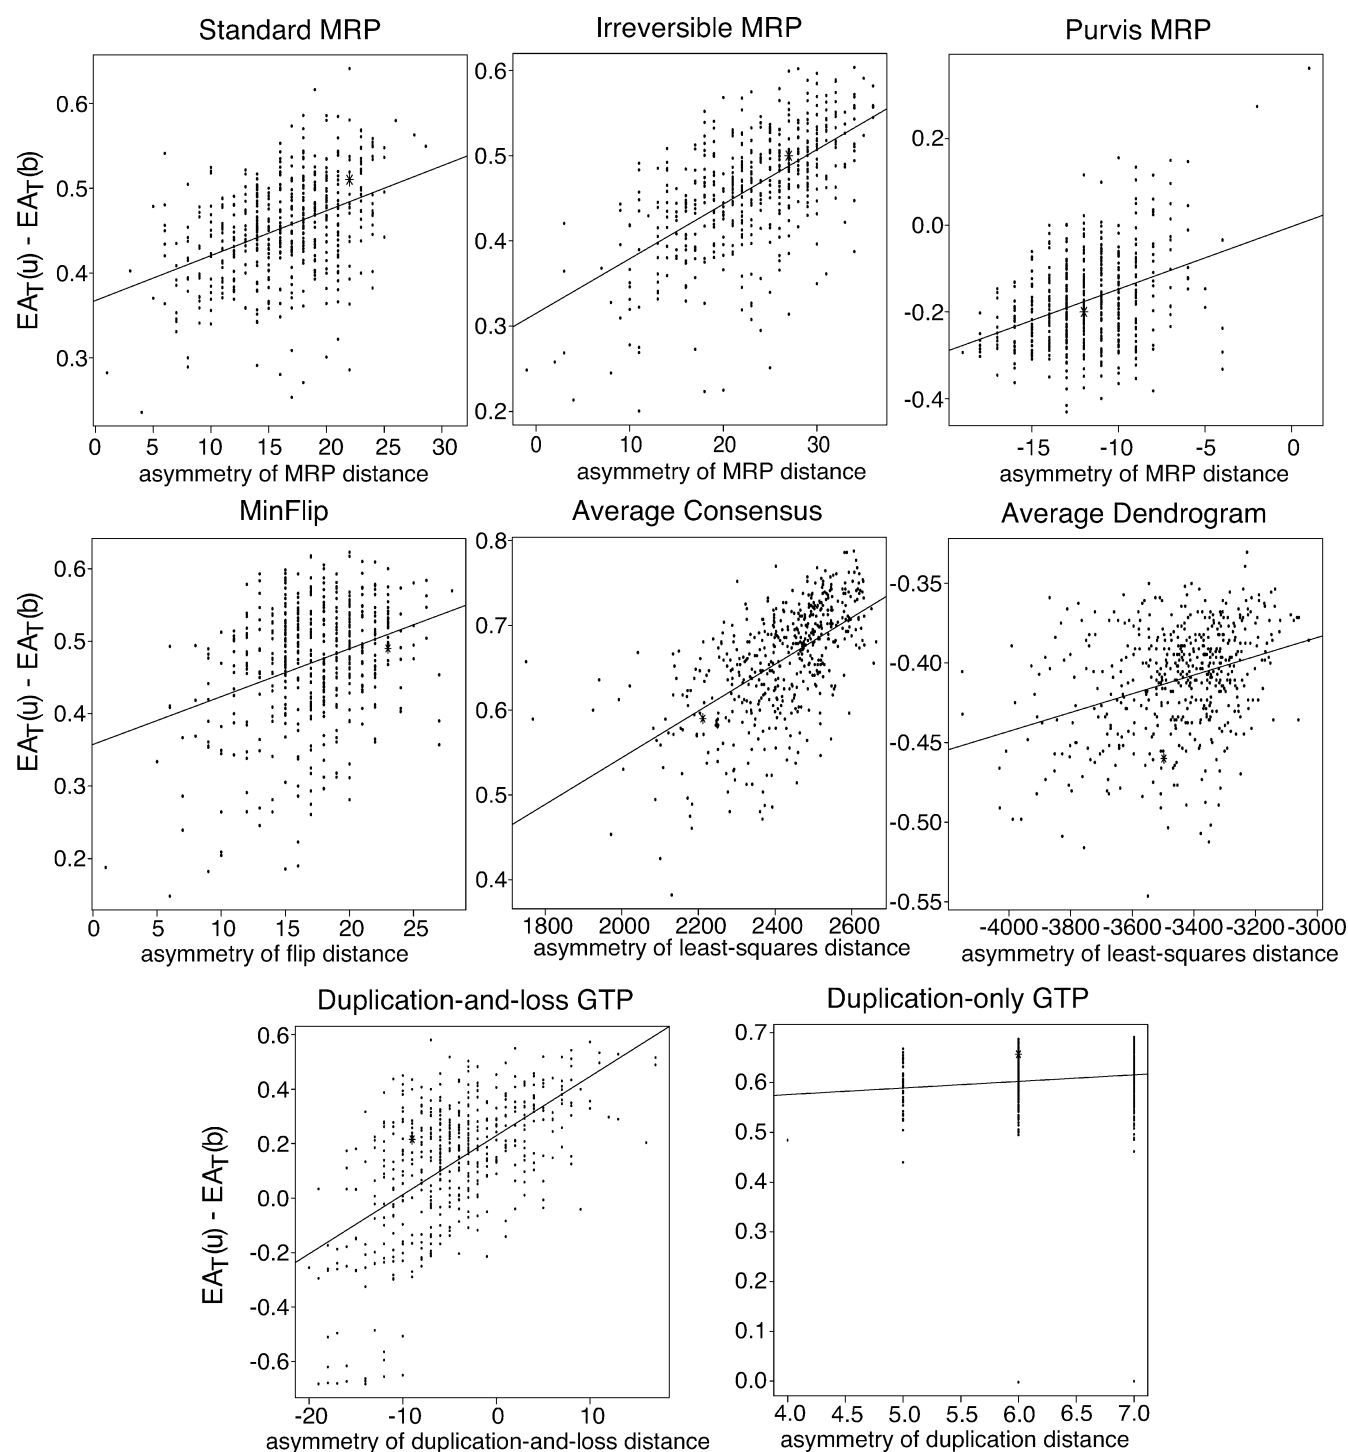 Standard MRP
Irreversible MRP
Purvis MRP
EAT(u) - EAT(b)
0.6
0.5
0.4
0.3
0 5 10 15 20 25 30
asymmetry of MRP distance
0.6
0.5
0.4
0.3
0.2
0 10 20 30
asymmetry of MRP distance
0.2
0.0
-0.2
-0.4
-15 -10 -5 0
asymmetry of MRP distance
MinFlip
Average Consensus
Average Dendrogram
EAT(u) - EAT(b)
0.6
0.5
0.4
0.3
0.2
0 5 10 15 20 25
asymmetry of flip distance
0.8
0.7
0.6
0.5
0.4
1800 2000 2200 2400 2600
asymmetry of least-squares distance
-0.35
-0.40
-0.45
-0.50
-0.55
-4000 -3800 -3600 -3400 -3200 -3000
asymmetry of least-squares distance
Duplication-and-loss GTP
Duplication-only GTP
EAT(u) - EAT(b)
0.6
0.4
0.2
0.0
-0.2
-0.4
-0.6
-20 -10 0 10
asymmetry of duplication-and-loss distance
0.7
0.6
0.5
0.4
0.3
0.2
0.1
0.0
4.0 4.5 5.0 5.5 6.0 6.5 7.0
asymmetry of duplication distance